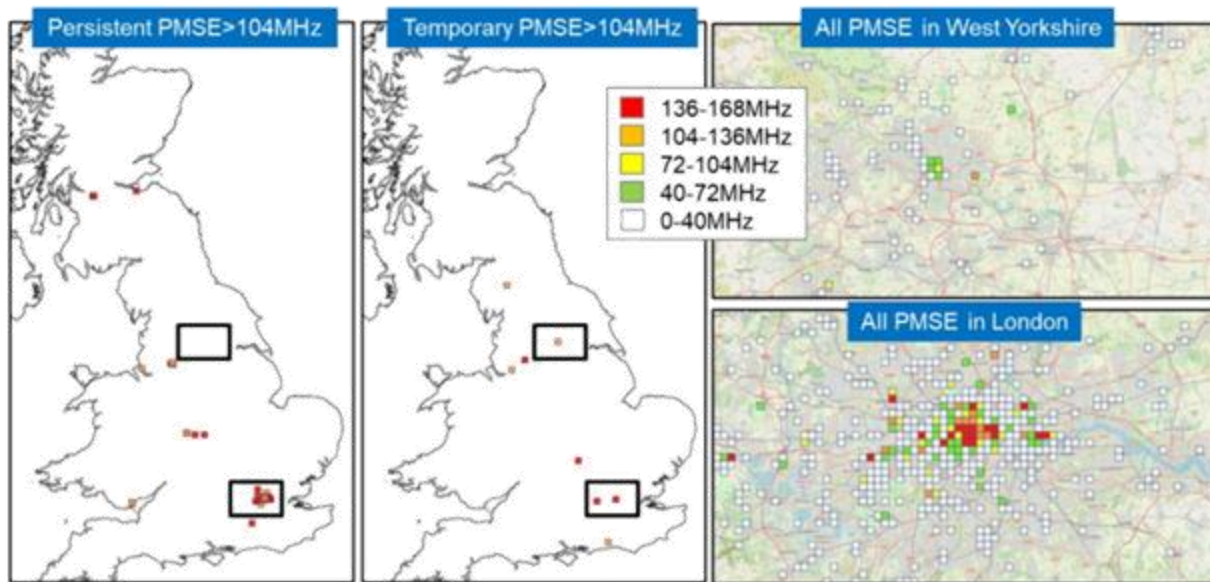 Persistent PMSE>104MHz
Temporary PMSE>104MHz
All PMSE in West Yorkshire
136-168MHz
104-136MHz
72-104MHz
40-72MHz
0-40MHz
All PMSE in London